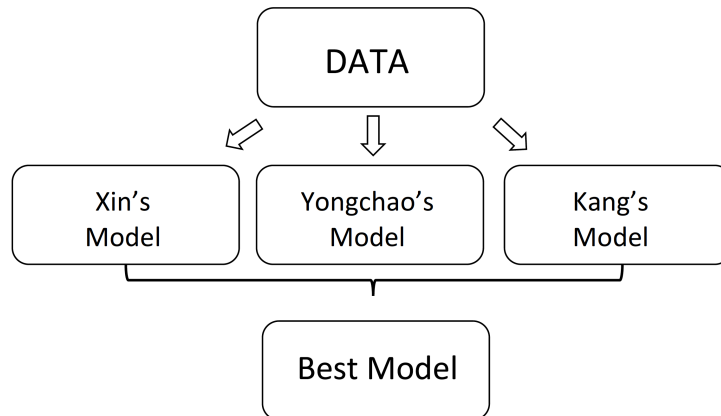 DATA
Xin’s
Model
Yongchao’s
Model
Kang’s
Model
Best Model